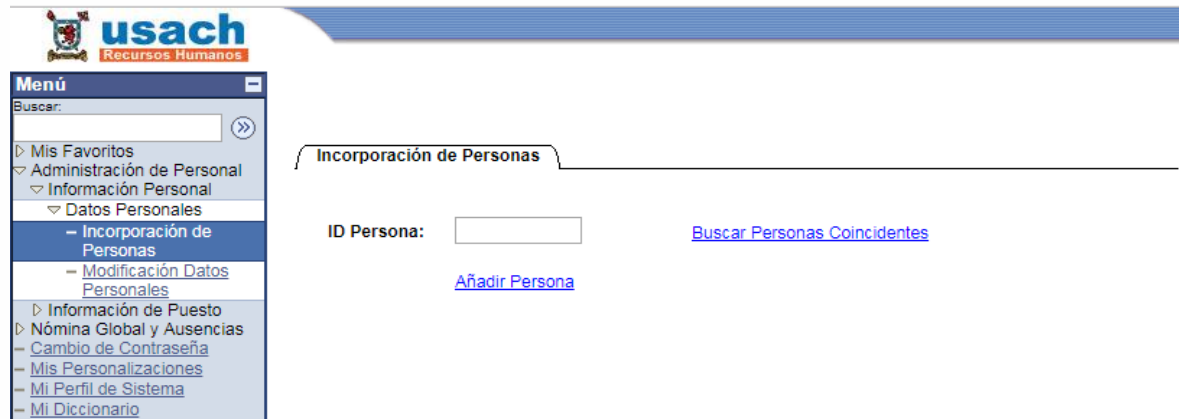 usach
Recursos Humanos
Menú
Buscar:
Mis Favoritos
Administración de Personal
Información Personal
Datos Personales
Incorporación de
Personas
Modificación Datos
Personales
Información de Puesto
Nómina Global y Ausencias
Cambio de Contraseña
Mis Personalizaciones
Mi Perfil de Sistema
Mi Diccionario
Incorporación de Personas
ID Persona:
Buscar Personas Coincidentes
Añadir Persona